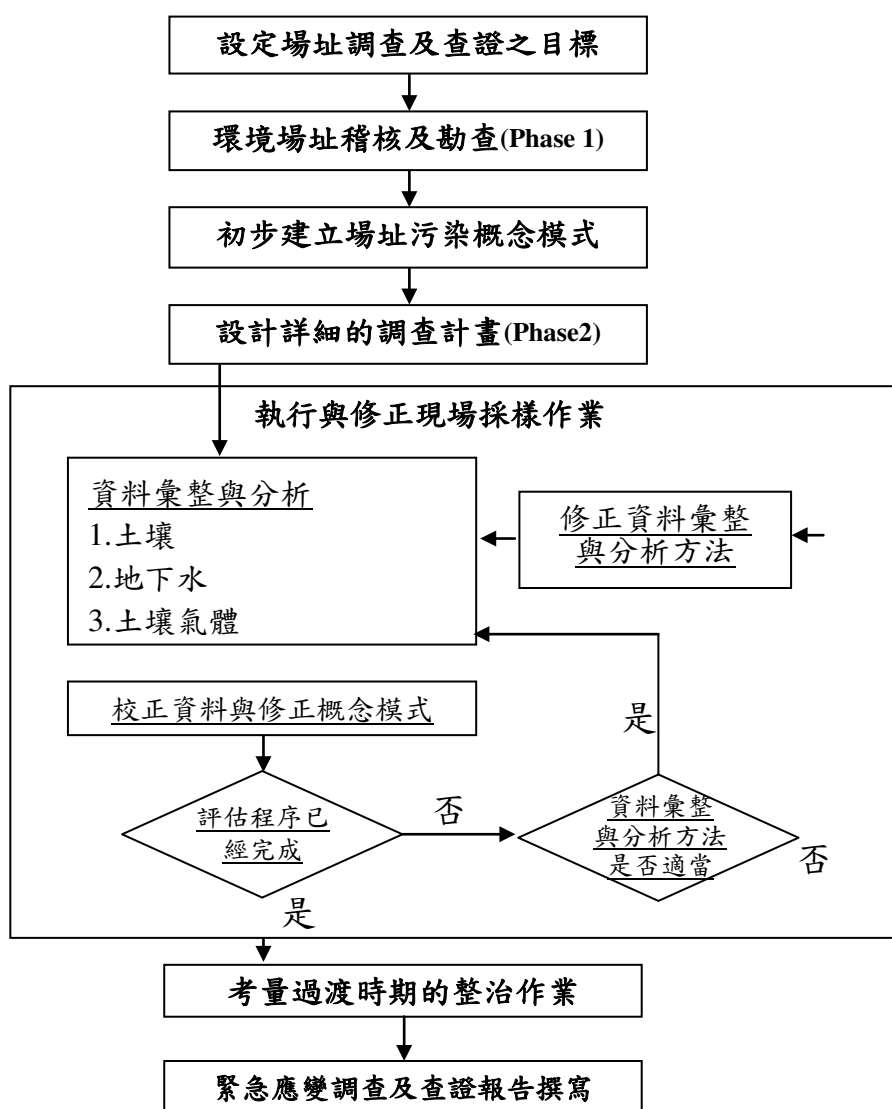 設定場址調查及查證之目標
環境場址稽核及勘查(Phase 1)
初步建立場址污染概念模式
設計詳細的調查計畫(Phase2)
執行與修正現場採樣作業
資料彙整與分析
1.土壤
2.地下水
3.土壤氣體
修正資料彙整
與分析方法
校正資料與修正概念模式
是
評估程序已
經完成
否
資料彙整
與分析方法
是否適當
否
是
考量過渡時期的整治作業
緊急應變調查及查證報告撰寫